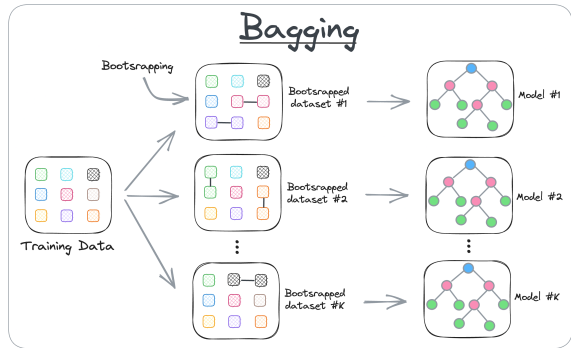 Bagging
Bootsrapping
Bootsrapped
dataset #1
Model #1
Training Data
Bootsrapped
dataset #2
Model #2
Bootsrapped
dataset #K
Model #K